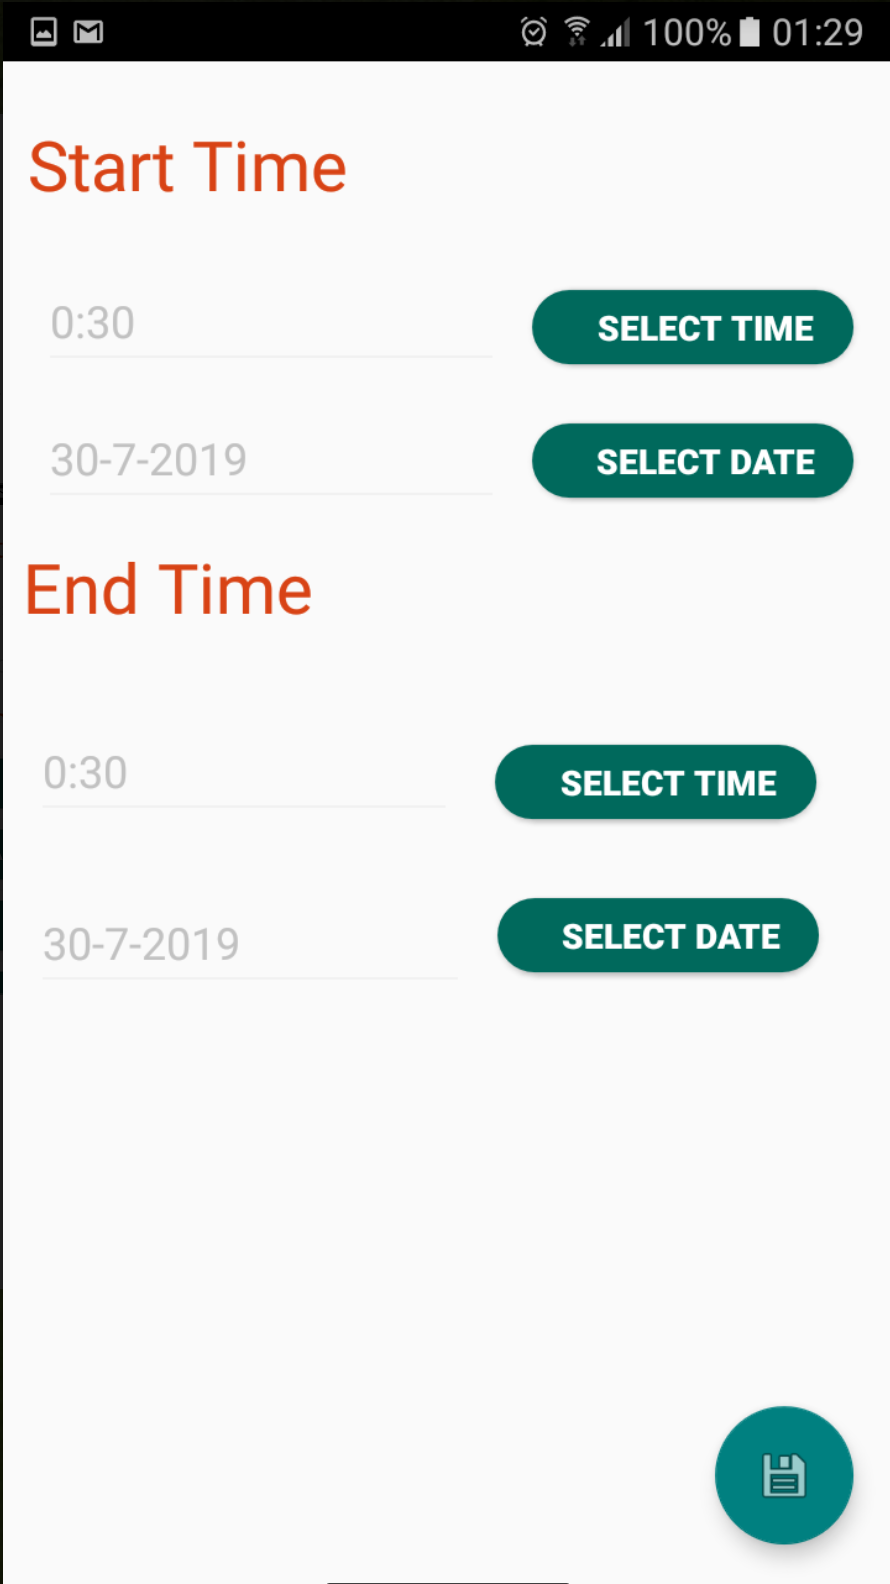 100% 01:29
Start Time
0:30
SELECT TIME
30-7-2019
SELECT DATE
End Time
0:30
SELECT TIME
30-7-2019
SELECT DATE